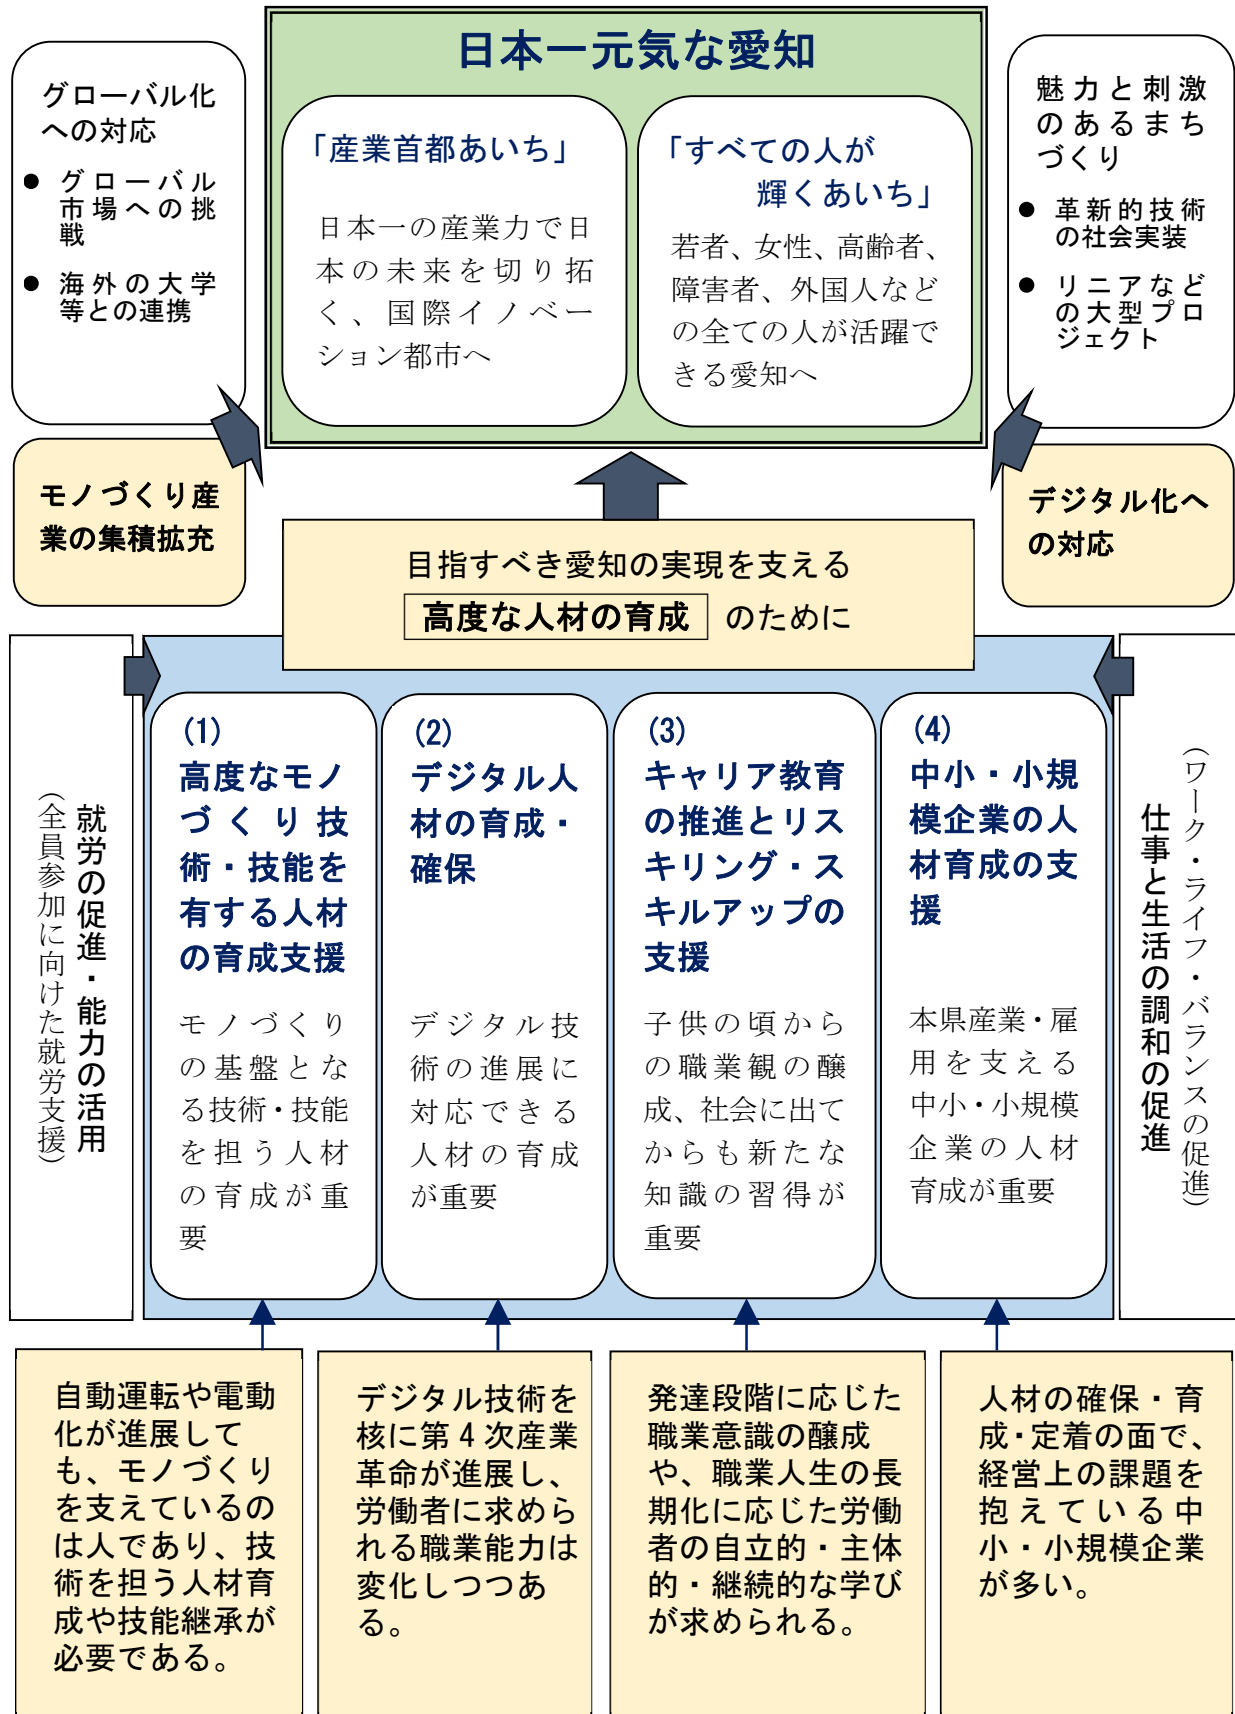 日本一元気な愛知
グローバル化
への対応
● グローバル
市場への挑
戦
● 海外の大学
等との連携
「産業首都あいち」
日本一の産業力で日
本の未来を切り拓
く、国際イノベー
ション都市へ
「すべての人が
輝くあいち」
若者、女性、高齢者、
障害者、外国人など
の全ての人が活躍で
きる愛知へ
魅力と刺激
のあるまち
づくり
● 革新的技術
の社会実装
● リニアなど
の大型プロ
ジェクト
モノづくり産
業の集積拡充
デジタル化へ
の対応
目指すべき愛知の実現を支える
高度な人材の育成 のために
就労の促進・能力の活用
（全員参加に向けた就労支援）
(1)
高度なモノ
づくり技
術・技能を
有する人材
の育成支援
モノづくり
の基盤とな
る技術・技能
を担う人材
の育成が重
要
(2)
デジタル人
材の育成・
確保
デジタル技
術の進展に
対応できる
人材の育成
が重要
(3)
キャリア教育
の推進とリス
キリング・ス
キルアップの
支援
子供の頃から
の職業観の醸
成、社会に出て
からも新たな
知識の習得が
重要
(4)
中小・小規
模企業の人
材育成の支
援
本県産業・雇
用を支える
中小・小規模
企業の人材
育成が重要
（ワーク・ライフ・バランスの促進）
仕事と生活の調和の促進
自動運転や電動
化が進展して
も、モノづくり
を支えているの
は人であり、技
術を担う人材育
成や技能継承が
必要である。
デジタル技術を
核に第４次産業
革命が進展し、
労働者に求めら
れる職業能力は
変化しつつあ
る。
発達段階に応じた
職業意識の醸成
や、職業人生の長
期化に応じた労働
者の自立的・主体
的・継続的な学び
が求められる。
人材の確保・育
成・定着の面で、
経営上の課題を
抱えている中
小・小規模企業
が多い。